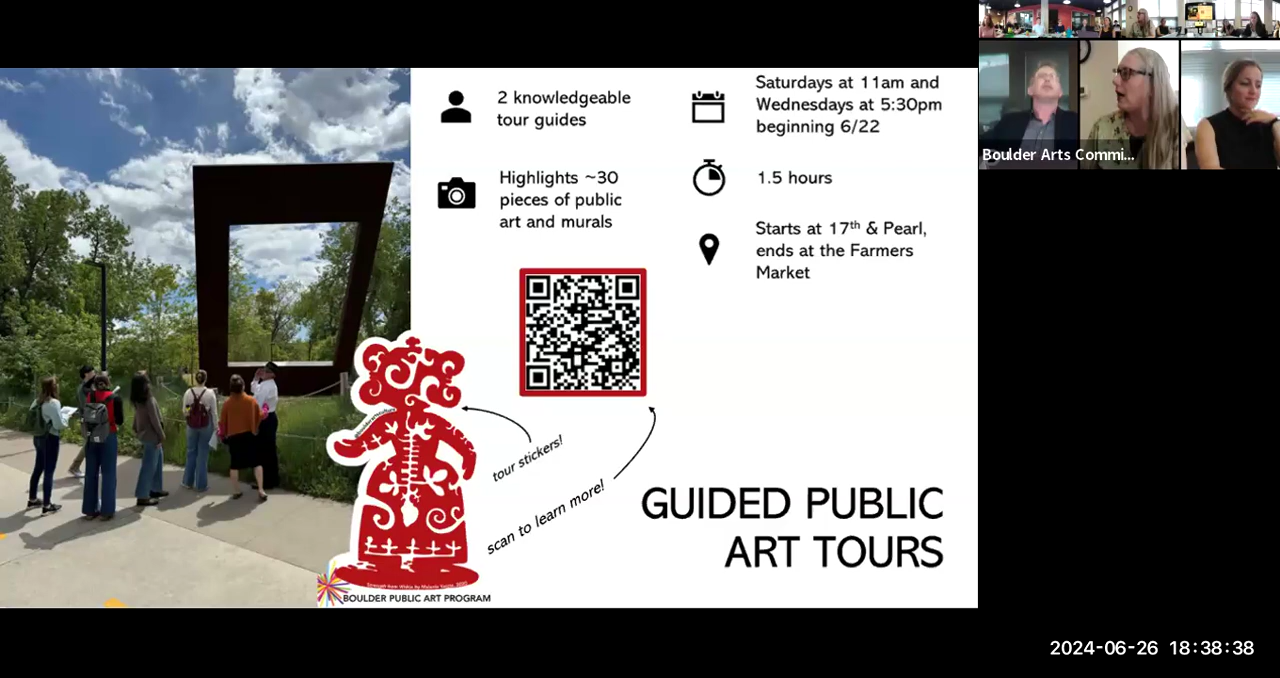 2 knowledgeable
tour guides
Highlights ~30
pieces of public
art and murals
Saturdays at 11am and
Wednesdays at 5:30pm
beginning 6/22
1.5 hours
Starts at 17th & Pearl,
ends at the Farmers
Market
tour stickers!
scan to learn more!
GUIDED PUBLIC
ART TOURS
BOULDER PUBLIC ART PROGRAM
Boulder Arts Commi...
2024-06-26 18:38:38